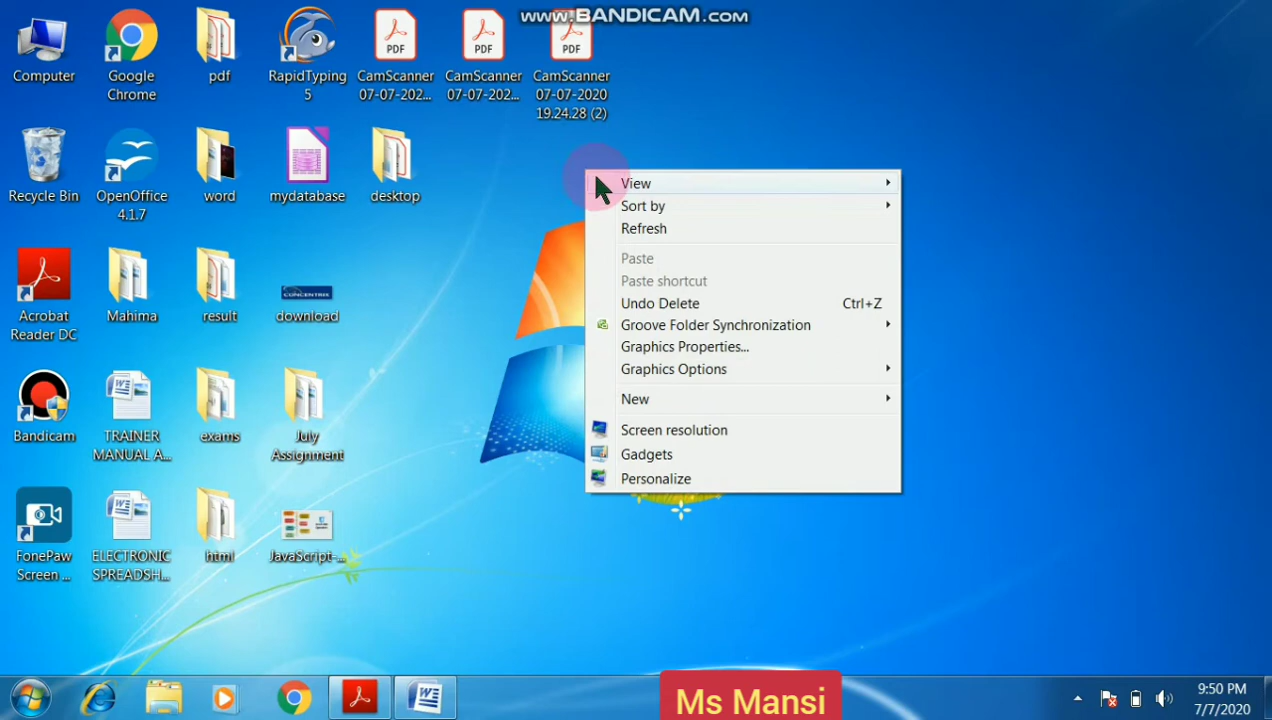 www.BANDICAM.com
Computer
Google
Chrome
pdf
RapidTyping
5
PDF
CamScanner
07-07-202...
PDF
CamScanner
07-07-202...
PDF
CamScanner
07-07-2020
19.24.28 (2)
Recycle Bin
OpenOffice
4.1.7
word
mydatabase
desktop
Acrobat
Reader DC
Mahima
result
CONCENTRIX
download
Bandicam
TRAINER
MANUAL A...
exams
July
Assignment
FonePaw
Screen ...
ELECTRONIC
SPREADSH...
html
JavaScript-...
View
Sort by
Refresh
Paste
Paste shortcut
Undo Delete Ctrl+Z
Groove Folder Synchronization
Graphics Properties...
Graphics Options
New
Screen resolution
Gadgets
Personalize
Ms Mansi
9:50 PM
7/7/2020